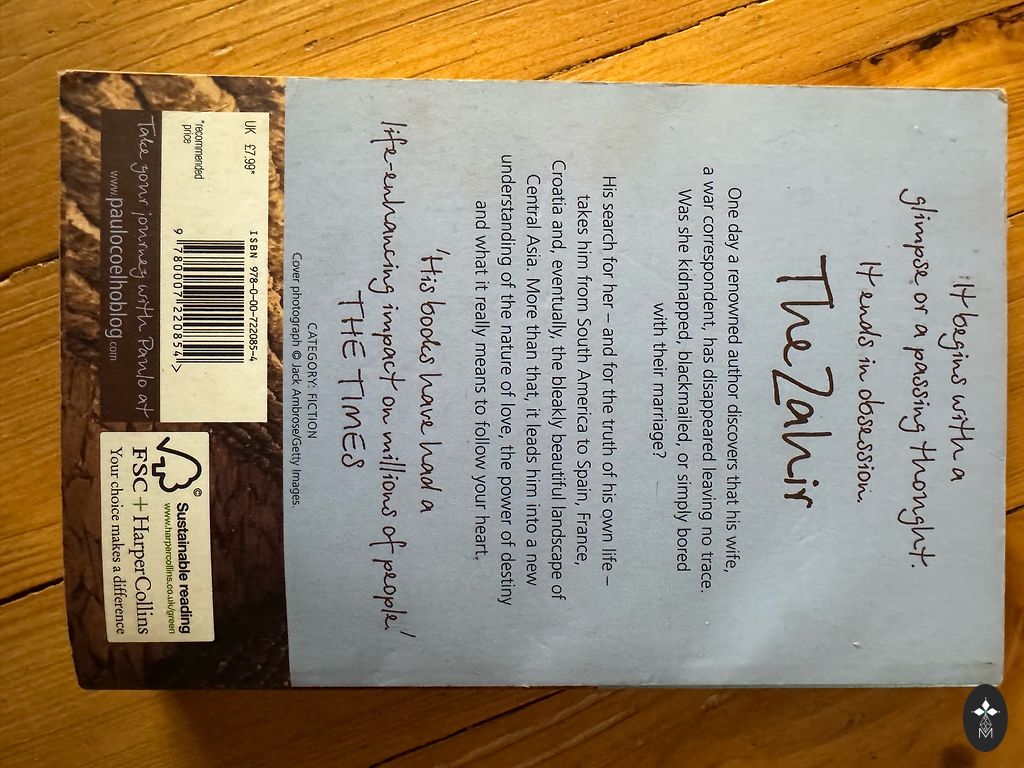 'It begins with a
glimpse or a passing thought.
It ends in obsession.
The Zahir
One day a renowned author discovers that his wife,
a war correspondent, has disappeared leaving no trace.
Was she kidnapped, blackmailed, or simply bored
with their marriage?
His search for her – and for the truth of his own life –
takes him from South America to Spain, France,
Croatia and, eventually, the bleakly beautiful landscape of
Central Asia. More than that, it leads him into a new
understanding of the nature of love, the power of destiny
and what it really means to follow your heart.
'His books have had a
life-enhancing impact on millions of people.'
THE TIMES
CATEGORY: FICTION
Cover photograph © Jack Ambrose/Getty Images.
UK £7.99*
*recommended
price
ISBN 978-0-00-722085-4
9 780007 220854 >
Take your journey with Paulo at
www.paulocoelhoblog.com
©
Sustainable reading
www.harpercollins.co.uk/green
FSC + HarperCollins
Your choice makes a difference
M